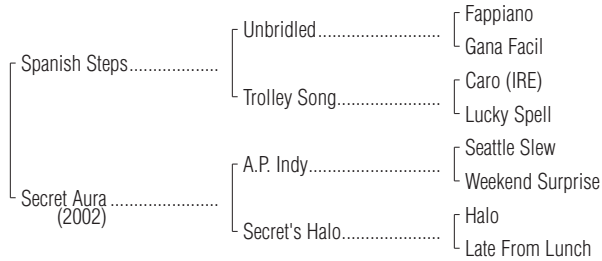 Fappiano
Unbridled........................
Gana Facil
Spanish Steps.................
Caro (IRE)
Trolley Song....................
Lucky Spell
Seattle Slew
A.P. Indy.........................
Weekend Surprise
Secret Aura ....................
(2002)
Halo
Secret's Halo...................
Late From Lunch